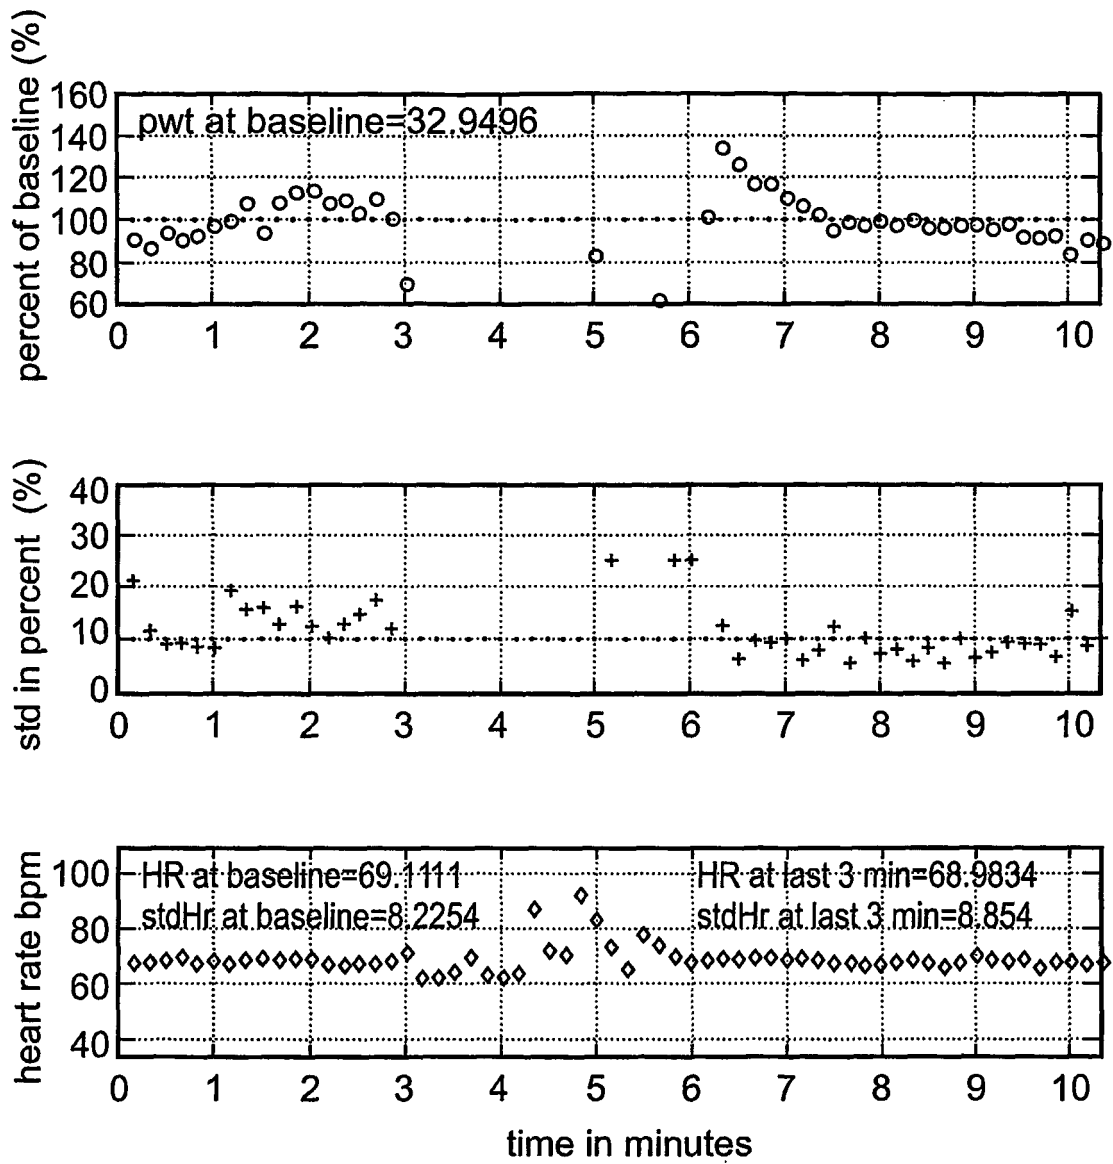 percent of baseline (%)
160
140
120
100
80
60
pwt at baseline=32.9496
0 1 2 3 4 5 6 7 8 9 10
std in percent (%)
40
30
20
10
0
0 1 2 3 4 5 6 7 8 9 10
heart rate bpm
100
80
60
40
HR at baseline=69.1111
stdHr at baseline=8.2254
HR at last 3 min=68.9834
stdHr at last 3 min=8.854
0 1 2 3 4 5 6 7 8 9 10
time in minutes